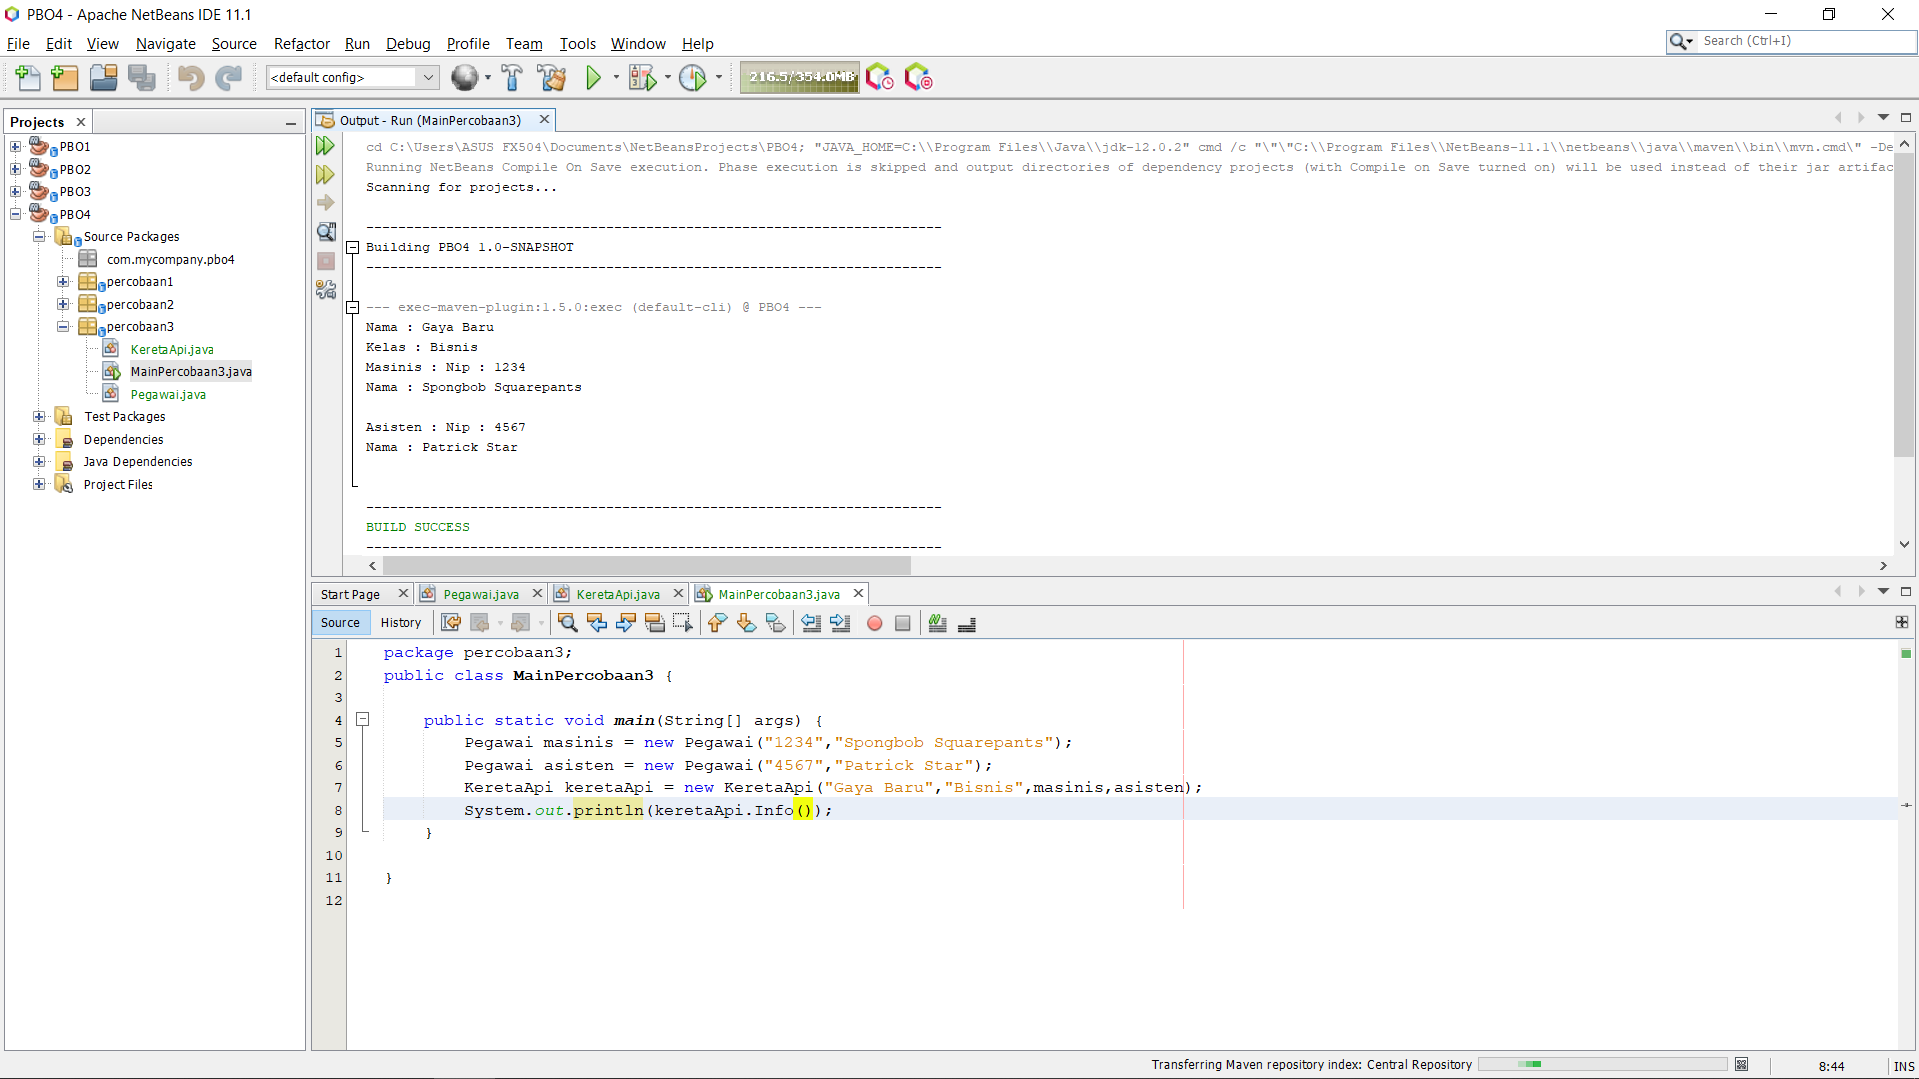 PBO4 - Apache NetBeans IDE 11.1
File Edit View Navigate Source Refactor Run Debug Profile Team Tools Window Help
Search (Ctrl+I)
<default config>
216.5/354.0MB
Projects
PBO1
PBO2
PBO3
PBO4
Source Packages
com.mycompany.pbo4
percobaan1
percobaan2
percobaan3
KeretaApi.java
MainPercobaan3.java
Pegawai.java
Test Packages
Dependencies
Java Dependencies
Project Files
Output - Run (MainPercobaan3)
cd C:\Users\ASUS FX504\Documents\NetBeansProjects\PBO4; "JAVA_HOME=C:\\Program Files\\Java\\jdk-12.0.2" cmd /c "\"\"C:\\Program Files\\NetBeans-11.1\\netbeans\\java\\maven\\bin\\mvn.cmd\" -De
Running NetBeans Compile On Save execution. Phase execution is skipped and output directories of dependency projects (with Compile on Save turned on) will be used instead of their jar artifac
Scanning for projects...
------------------------------------------------------------------------
Building PBO4 1.0-SNAPSHOT
------------------------------------------------------------------------
--- exec-maven-plugin:1.5.0:exec (default-cli) @ PBO4 ---
Nama : Gaya Baru
Kelas : Bisnis
Masinis : Nip : 1234
Nama : Spongbob Squarepants
Asisten : Nip : 4567
Nama : Patrick Star
------------------------------------------------------------------------
BUILD SUCCESS
------------------------------------------------------------------------
Start Page Pegawai.java KeretaApi.java MainPercobaan3.java
Source History
1 package percobaan3;
2 public class MainPercobaan3 {
3
4 public static void main(String[] args) {
5 Pegawai masinis = new Pegawai("1234","Spongbob Squarepants");
6 Pegawai asisten = new Pegawai("4567","Patrick Star");
7 KeretaApi keretaApi = new KeretaApi("Gaya Baru","Bisnis",masinis,asisten);
8 System.out.println(keretaApi.Info());
9 }
10
11 }
12
Transferring Maven repository index: Central Repository
8:44
INS